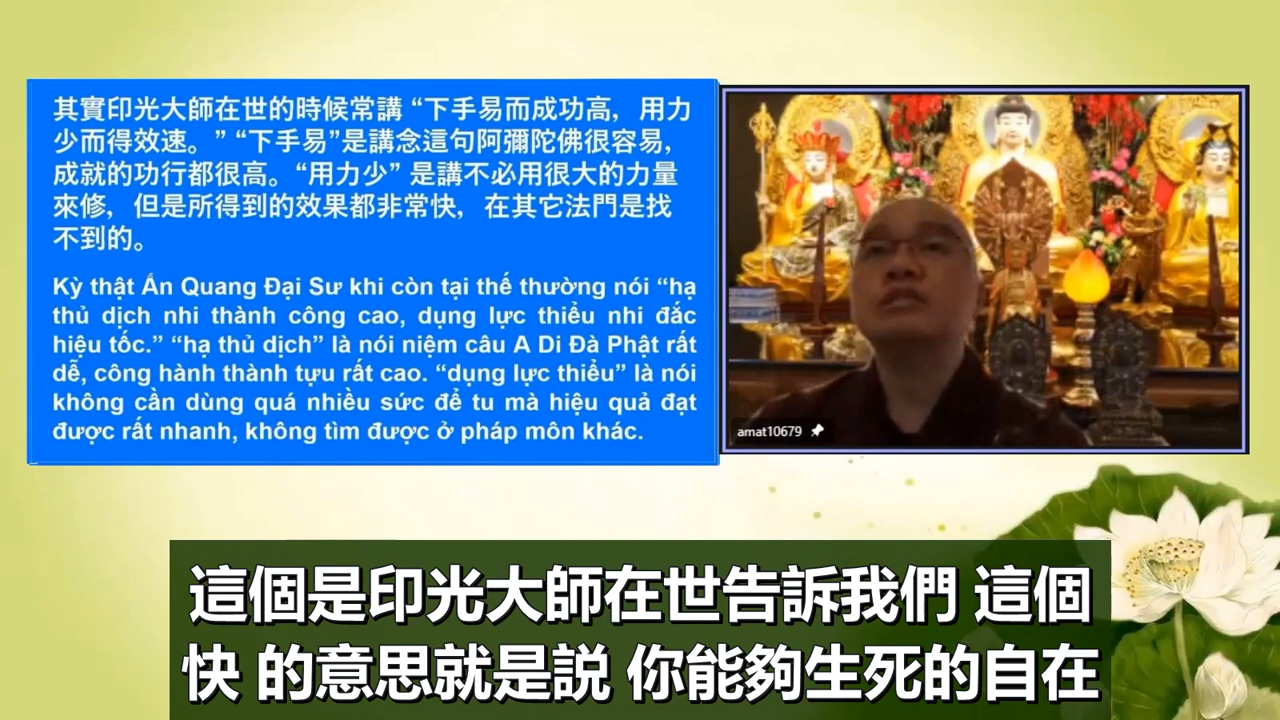 其實印光大師在世的時候常講 “下手易而成功高，用力
少而得效速。” “下手易”是講念這句阿彌陀佛很容易，
成就的功行都很高。“用力少” 是講不必用很大的力量
來修，但是所得到的效果都非常快，在其它法門是找
不到的。
Kỳ thật Ấn Quang Đại Sư khi còn tại thế thường nói “hạ
thủ dịch nhi thành công cao, dụng lực thiểu nhi đắc
hiệu tốc.” “hạ thủ dịch” là nói niệm câu A Di Đà Phật rất
dễ, công hành thành tựu rất cao. “dụng lực thiểu” là nói
không cần dùng quá nhiều sức để tu mà hiệu quả đạt
được rất nhanh, không tìm được ở pháp môn khác.
amat10679
這個是印光大師在世告訴我們 這個
快 的意思就是説 你能夠生死的自在